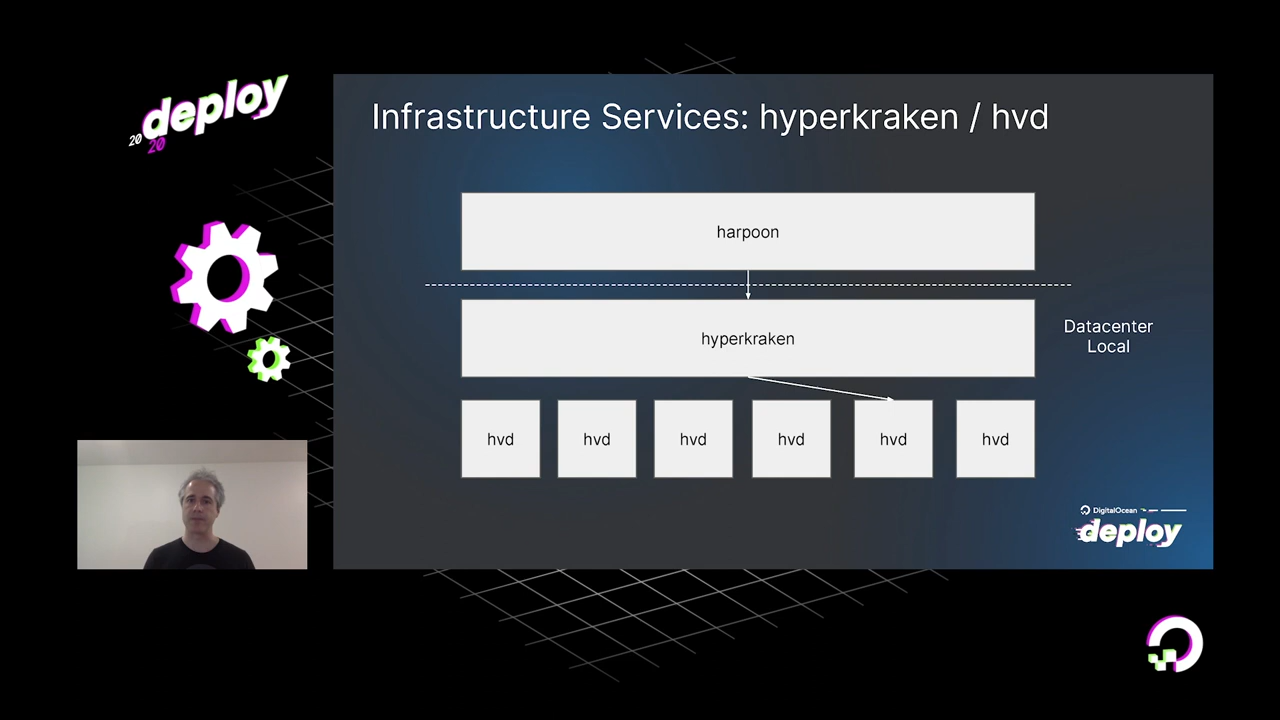 deploy
20
20
Infrastructure Services: hyperkraken / hvd
harpoon
hyperkraken
Datacenter
Local
hvd
hvd
hvd
hvd
hvd
hvd
DigitalOcean
deploy